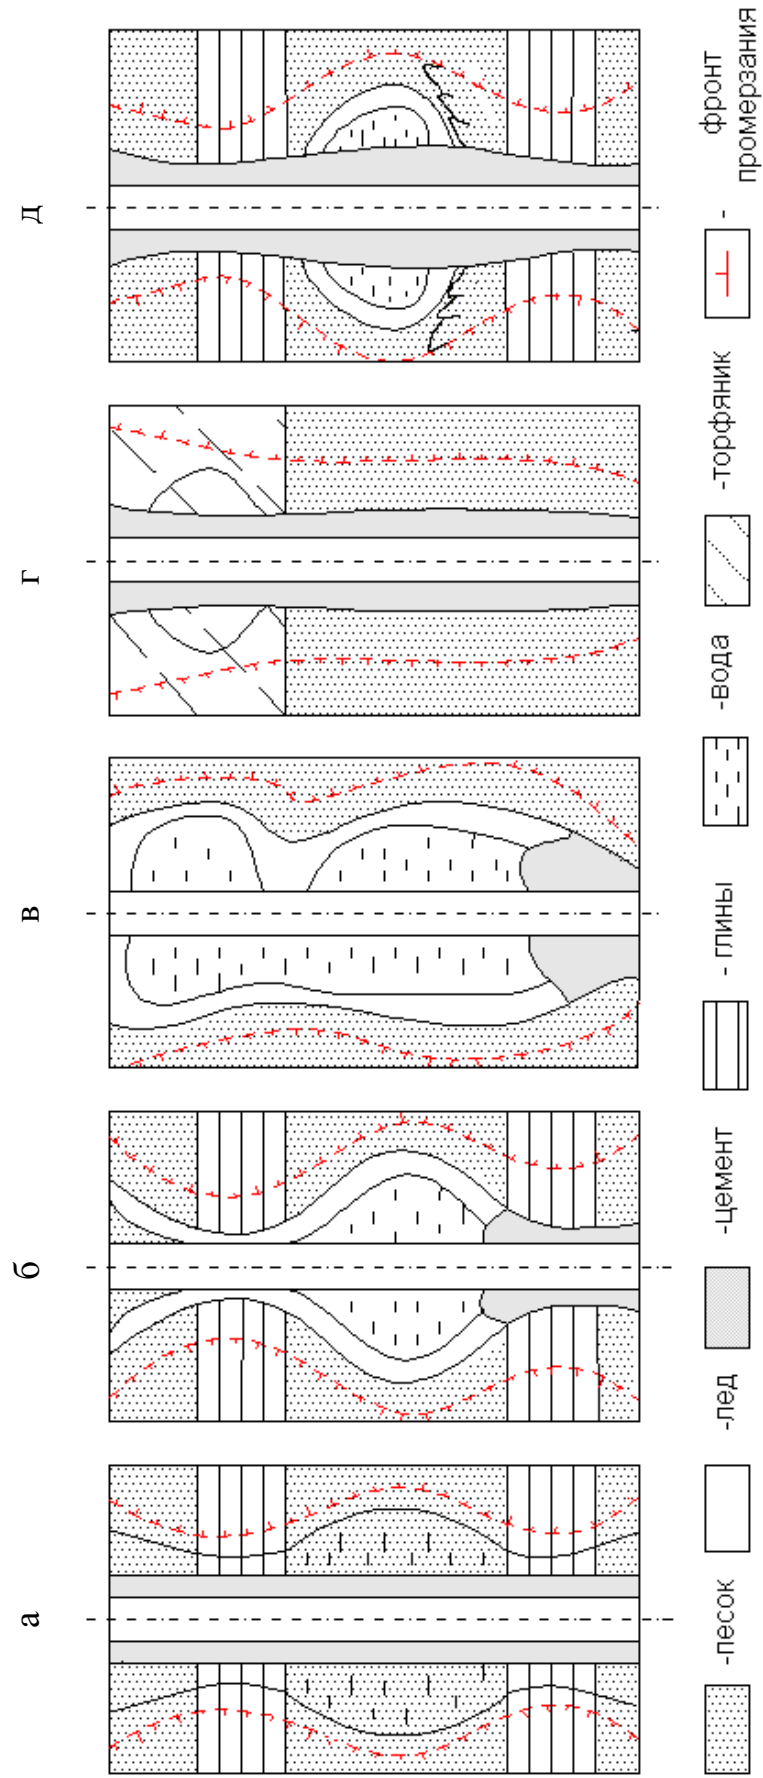 а б в г д
-песок -лед -цемент - глины -вода -торфяник - фронт
промерзания